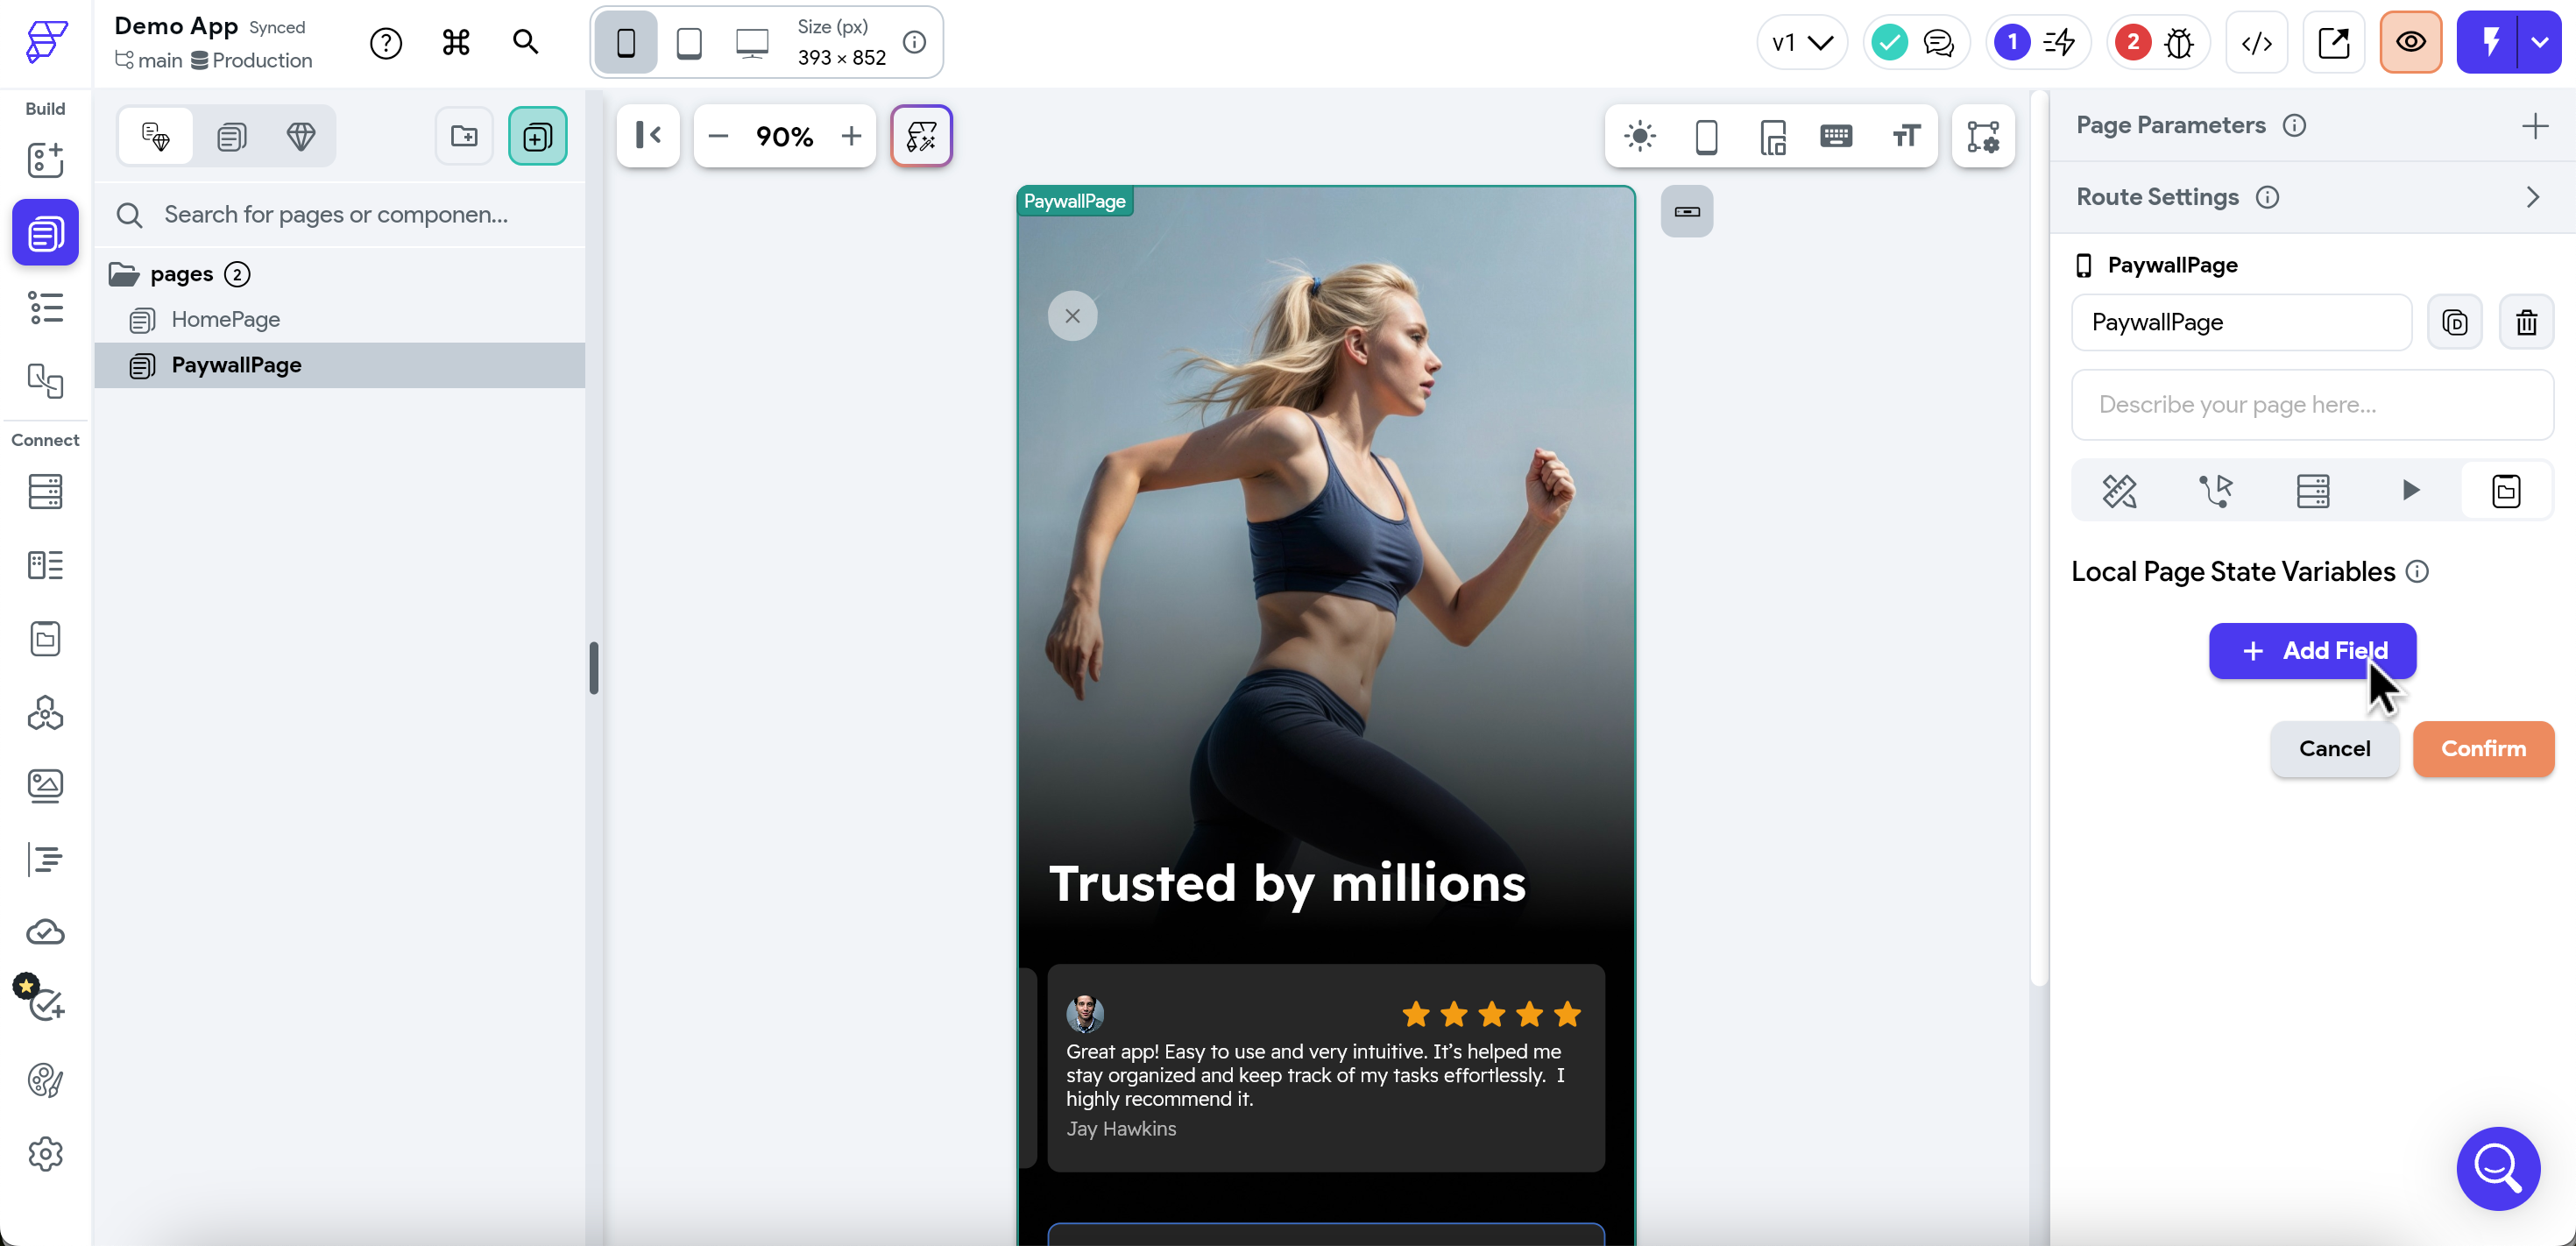 Demo App Synced
main Production
Size (px)
393 × 852
v1
1
2
Build
Connect
Search for pages or componen...
pages 2
HomePage
PaywallPage
90%
PaywallPage
Trusted by millions
Great app! Easy to use and very intuitive. It’s helped me
stay organized and keep track of my tasks effortlessly. I
highly recommend it.
Jay Hawkins
Page Parameters
Route Settings
PaywallPage
PaywallPage
Describe your page here...
Local Page State Variables
+ Add Field
Cancel
Confirm